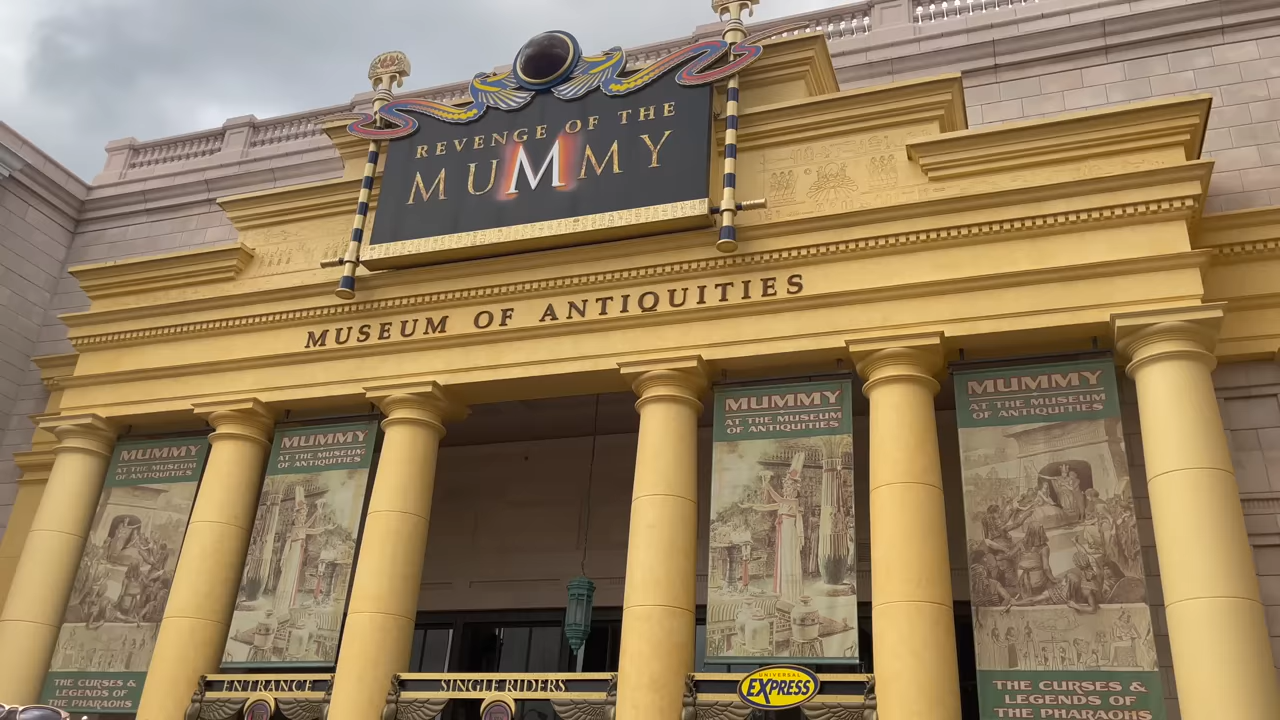 REVENGE OF THE
MUMMY
MUSEUM OF ANTIQUITIES
MUMMY
AT THE MUSEUM
OF ANTIQUITIES
THE CURSES &
LEGENDS OF
THE PHARAOHS
MUMMY
AT THE MUSEUM
OF ANTIQUITIES
MUMMY
AT THE MUSEUM
OF ANTIQUITIES
MUMMY
AT THE MUSEUM
OF ANTIQUITIES
THE CURSES &
LEGENDS OF
THE PHARAOHS
ENTRANCE
SINGLE RIDERS
UNIVERSAL
EXPRESS